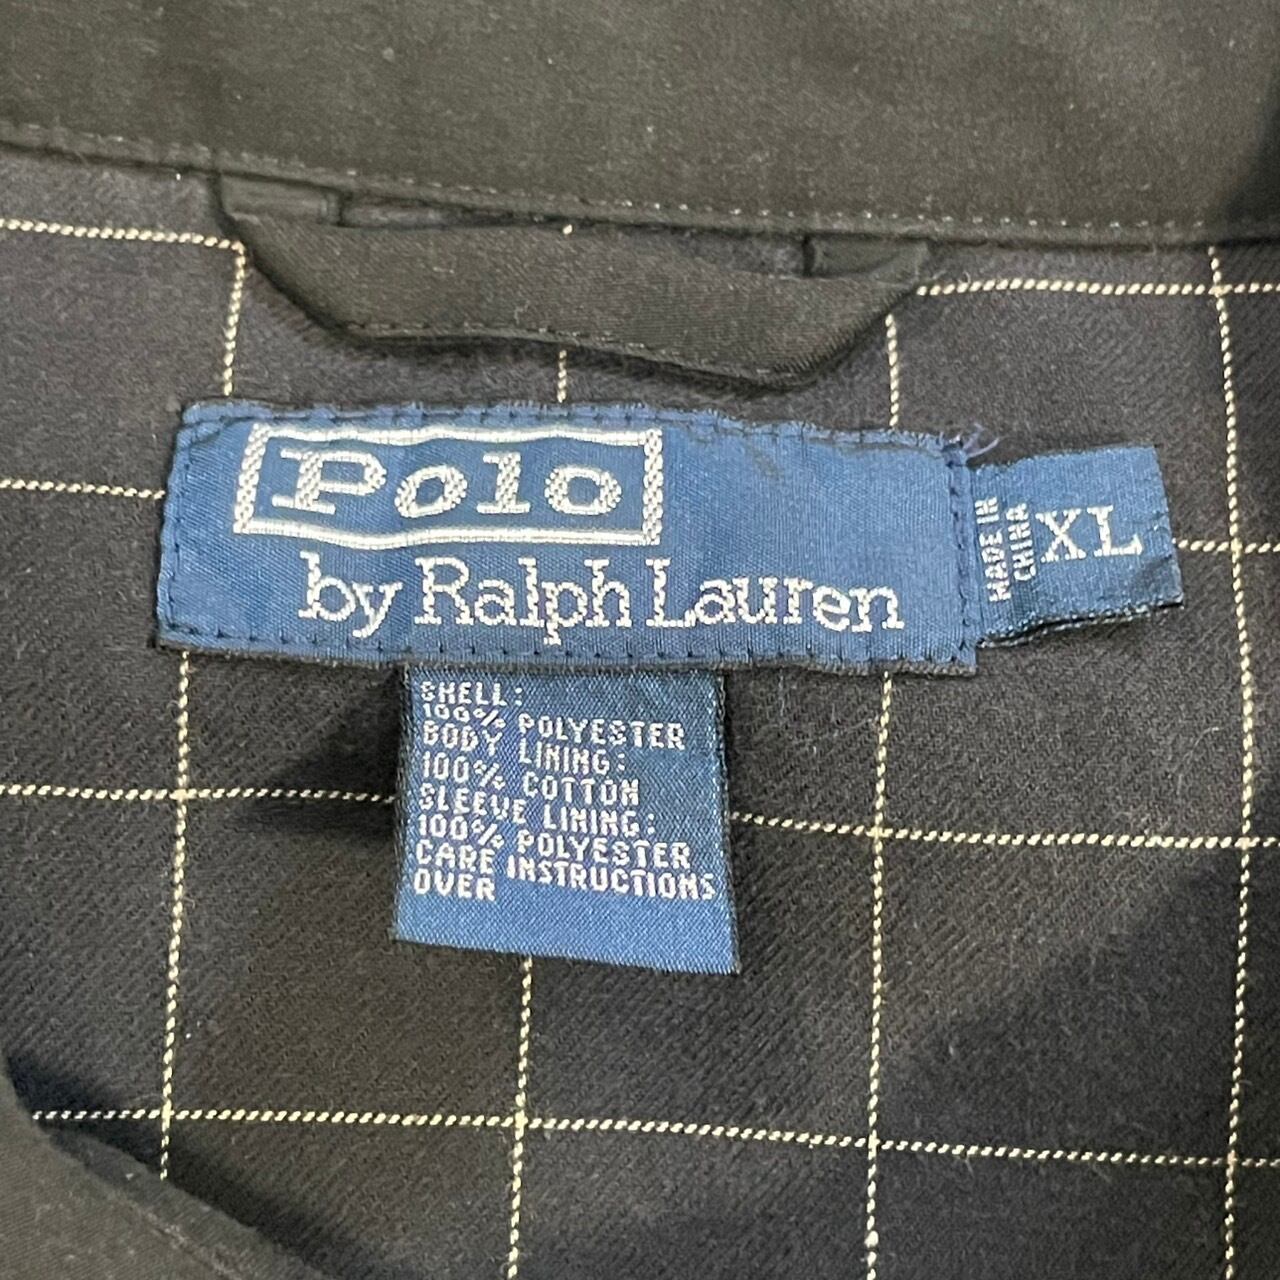 Polo
by Ralph Lauren
MADE IN
CHINA
XL
SHELL:
100% POLYESTER
BODY LINING:
100% COTTON
SLEEVE LINING:
100% POLYESTER
CARE INSTRUCTIONS
OVER